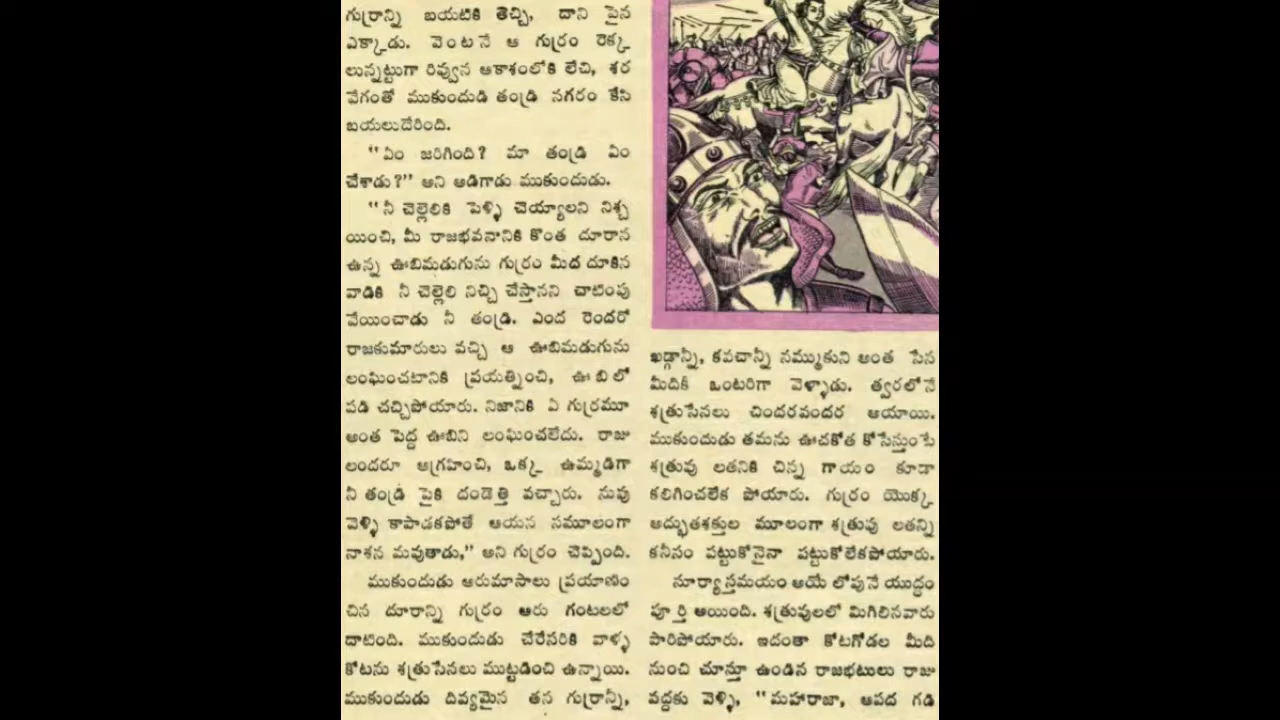 గుర్రాన్ని బయటికి తెచ్చి, దాని పైన
ఎక్కాడు. వెంటనే ఆ గుర్రం రెక్క
లున్నట్టుగా రివ్వున ఆకాశంలోకి లేచి, శర
వేగంతో ముకుందుడి తండ్రి నగరం కేసి
బయలుదేరింది.
"ఏం జరిగింది? మా తండ్రి ఏం
చేశాడు?" అని అడిగాడు ముకుందుడు.
"నీ చెల్లెలికి పెళ్ళి చెయ్యాలని నిశ్చ
యించి, మీ రాజభవనానికి కొంత దూరాన
ఉన్న ఊబిమడుగును గుర్రం మీద దూకిన
వాడికి నీ చెల్లెలి నిచ్చి చేస్తానని చాటింపు
వేయించాడు నీ తండ్రి. ఎంద రెందరో
రాజకుమారులు వచ్చి ఆ ఊబిమడుగును
లంఘించటానికి ప్రయత్నించి, ఊబిలో
పడి చచ్చిపోయారు. నిజానికి ఏ గుర్రమూ
అంత పెద్ద ఊబిని లంఘించలేదు. రాజు
లందరూ ఆగ్రహించి, ఒక్క ఉమ్మడిగా
నీ తండ్రి పైకి దండెత్తి వచ్చారు. నువు
వెళ్ళి కాపాడకపోతే ఆయన సమూలంగా
నాశన మవుతాడు," అని గుర్రం చెప్పింది.
ముకుందుడు ఆరుమాసాలు ప్రయాణిం
చిన దూరాన్ని గుర్రం ఆరు గంటలలో
దాటింది. ముకుందుడు చేరేసరికి వాళ్ళ
కోటను శత్రుసేనలు ముట్టడించి ఉన్నాయి.
ముకుందుడు దివ్యమైన తన గుర్రాన్నీ,
ఖడ్గాన్నీ, కవచాన్నీ నమ్ముకుని అంత సేన
మీదికీ ఒంటరిగా వెళ్ళాడు. త్వరలోనే
శత్రుసేనలు చిందరవందర ఆయాయి.
ముకుందుడు తమను ఊచకోత కోసేస్తుంటే
శత్రువు లతనికి చిన్న గాయం కూడా
కలిగించలేక పోయారు. గుర్రం యొక్క
అద్భుతశక్తుల మూలంగా శత్రువు లతన్ని
కనీసం పట్టుకోనైనా పట్టుకోలేకపోయారు.
సూర్యాస్తమయం అయే లోపునే యుద్ధం
పూర్తి అయింది. శత్రువులలో మిగిలినవారు
పారిపోయారు. ఇదంతా కోటగోడల మీది
నుంచి చూస్తూ ఉండిన రాజభటులు రాజు
వద్దకు వెళ్ళి, "మహారాజా, ఆపద గడి